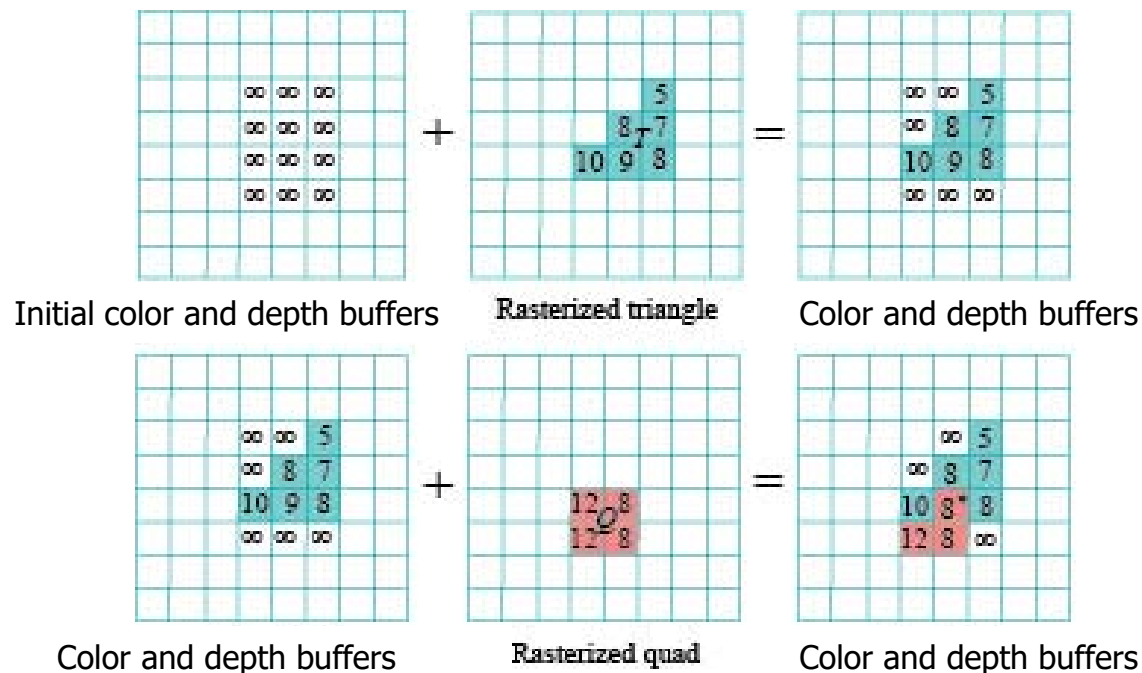 ∞ ∞ ∞ 5 ∞ ∞ 5
∞ ∞ ∞ + 8 T 7 = ∞ 8 7
∞ ∞ ∞ 10 9 8 10 9 8
∞ ∞ ∞ ∞ ∞ ∞
Initial color and depth buffers Rasterized triangle Color and depth buffers
∞ ∞ 5 ∞ 5
∞ 8 7 + = ∞ 8 7
10 9 8 12 Q 8 10 8* 8
∞ ∞ ∞ 12 8 12 8 ∞
Color and depth buffers Rasterized quad Color and depth buffers